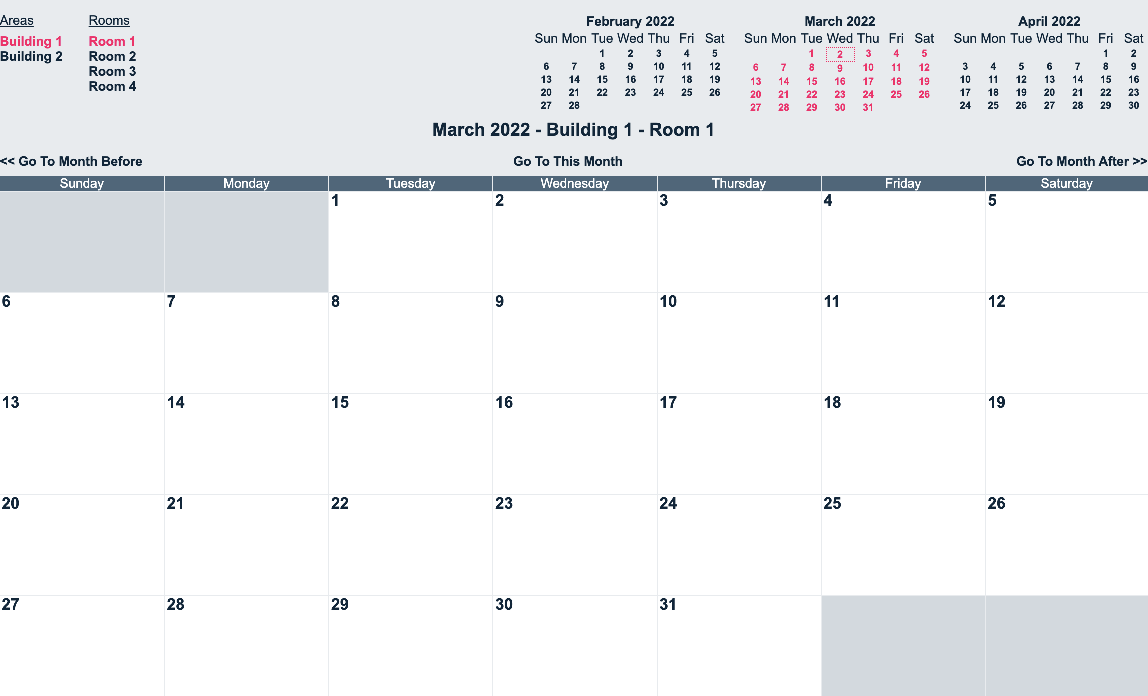 Areas
Building 1
Building 2
Rooms
Room 1
Room 2
Room 3
Room 4
February 2022
Sun Mon Tue Wed Thu Fri Sat
1 2 3 4 5
6 7 8 9 10 11 12
13 14 15 16 17 18 19
20 21 22 23 24 25 26
27 28
March 2022
Sun Mon Tue Wed Thu Fri Sat
1 2 3 4 5
6 7 8 9 10 11 12
13 14 15 16 17 18 19
20 21 22 23 24 25 26
27 28 29 30 31
April 2022
Sun Mon Tue Wed Thu Fri Sat
1 2
3 4 5 6 7 8 9
10 11 12 13 14 15 16
17 18 19 20 21 22 23
24 25 26 27 28 29 30
March 2022 - Building 1 - Room 1
<< Go To Month Before Go To This Month Go To Month After >>
Sunday Monday Tuesday Wednesday Thursday Friday Saturday
1 2 3 4 5
6 7 8 9 10 11 12
13 14 15 16 17 18 19
20 21 22 23 24 25 26
27 28 29 30 31